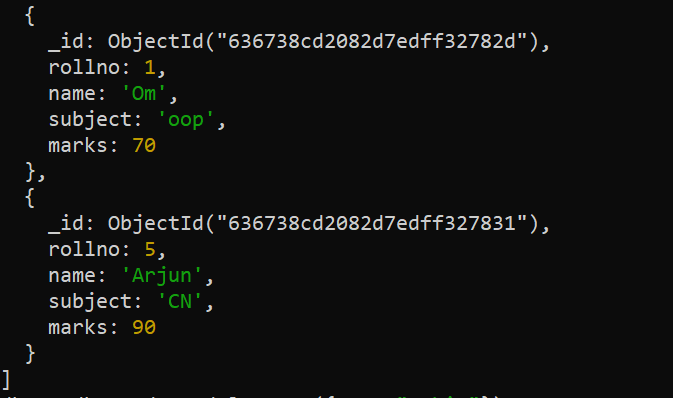 {
_id: ObjectId("636738cd2082d7edff32782d"),
rollno: 1,
name: 'Om',
subject: 'oop',
marks: 70
},
{
_id: ObjectId("636738cd2082d7edff327831"),
rollno: 5,
name: 'Arjun',
subject: 'CN',
marks: 90
}
]